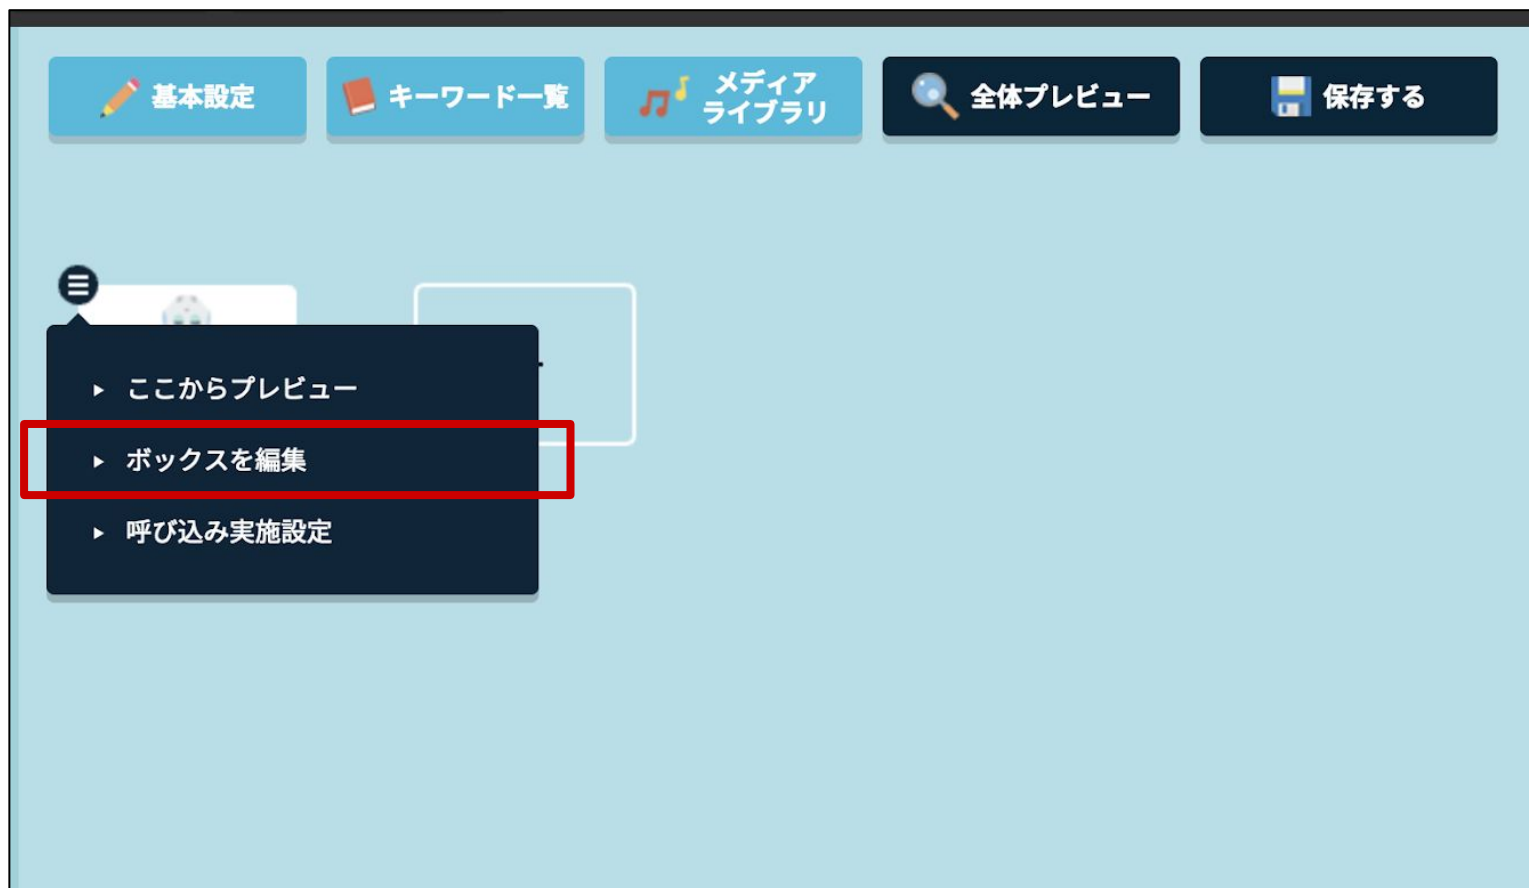 基本設定
キーワード一覧
メディア
ライブラリ
全体プレビュー
保存する
ここからプレビュー
ボックスを編集
呼び込み実施設定